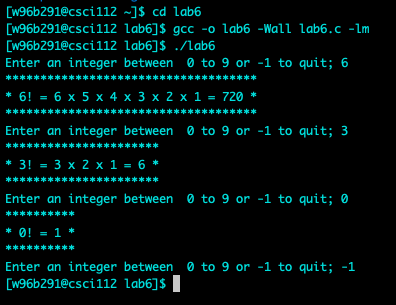 [w96b291@csci112 ~]$ cd lab6
[w96b291@csci112 lab6]$ gcc -o lab6 -Wall lab6.c -lm
[w96b291@csci112 lab6]$ ./lab6
Enter an integer between  0 to 9 or -1 to quit; 6
************************************
* 6! = 6 x 5 x 4 x 3 x 2 x 1 = 720 *
************************************
Enter an integer between  0 to 9 or -1 to quit; 3
**********************
* 3! = 3 x 2 x 1 = 6 *
**********************
Enter an integer between  0 to 9 or -1 to quit; 0
**********
* 0! = 1 *
**********
Enter an integer between  0 to 9 or -1 to quit; -1
[w96b291@csci112 lab6]$